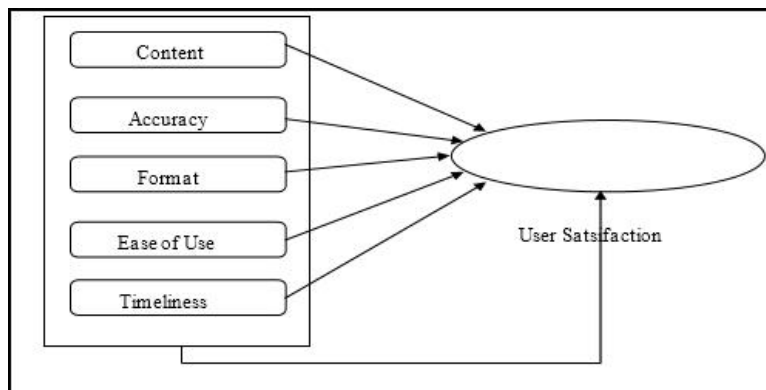 Content
Accuracy
Format
Ease of Use
User Satsifaction
Timeliness